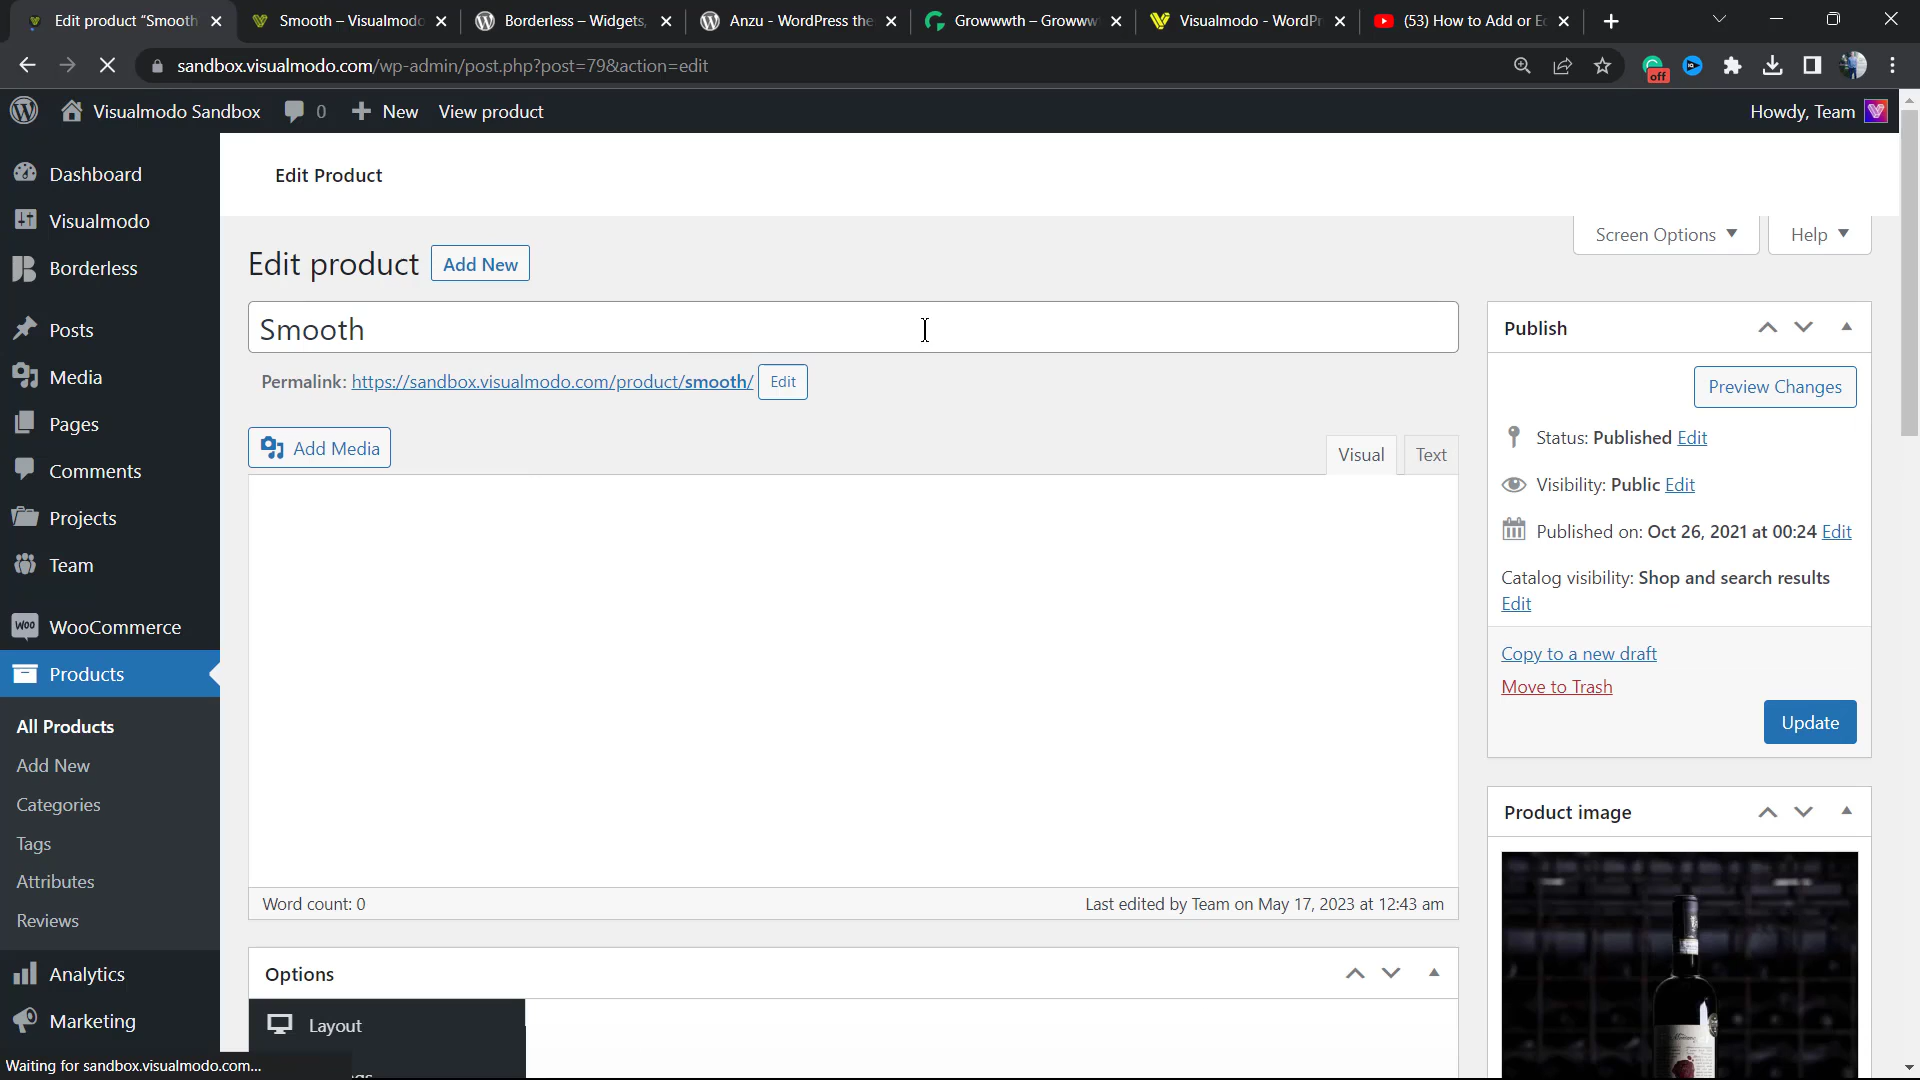 Edit product “Smooth
Smooth – Visualmodo
Borderless – Widgets,
Anzu - WordPress the
Growwwth – Growww
Visualmodo - WordPr
(53) How to Add or E
sandbox.visualmodo.com/wp-admin/post.php?post=79&action=edit
off
Visualmodo Sandbox
0
New
View product
Howdy, Team
Dashboard
Visualmodo
Borderless
Posts
Media
Pages
Comments
Projects
Team
WooCommerce
Products
All Products
Add New
Categories
Tags
Attributes
Reviews
Analytics
Marketing
Edit Product
Screen Options
Help
Edit product
Add New
Smooth
Permalink: https://sandbox.visualmodo.com/product/smooth/
Edit
Add Media
Visual
Text
Word count: 0
Last edited by Team on May 17, 2023 at 12:43 am
Options
Layout
Publish
Preview Changes
Status: Published Edit
Visibility: Public Edit
Published on: Oct 26, 2021 at 00:24 Edit
Catalog visibility: Shop and search results
Edit
Copy to a new draft
Move to Trash
Update
Product image
Waiting for sandbox.visualmodo.com...